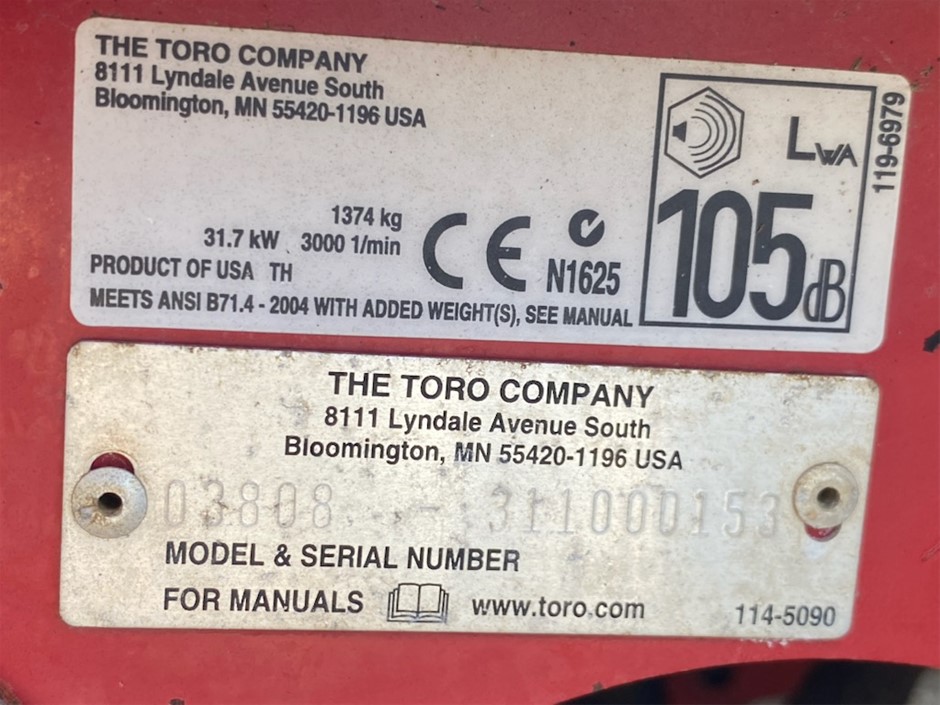 THE TORO COMPANY
8111 Lyndale Avenue South
Bloomington, MN 55420-1196 USA
1374 kg
31.7 kW 3000 1/min
PRODUCT OF USA TH
MEETS ANSI B71.4 - 2004 WITH ADDED WEIGHT(S), SEE MANUAL
CE
N1625
LWA
105dB
119-6979
THE TORO COMPANY
8111 Lyndale Avenue South
Bloomington, MN 55420-1196 USA
03808 - 311000153
MODEL & SERIAL NUMBER
FOR MANUALS www.toro.com
114-5090